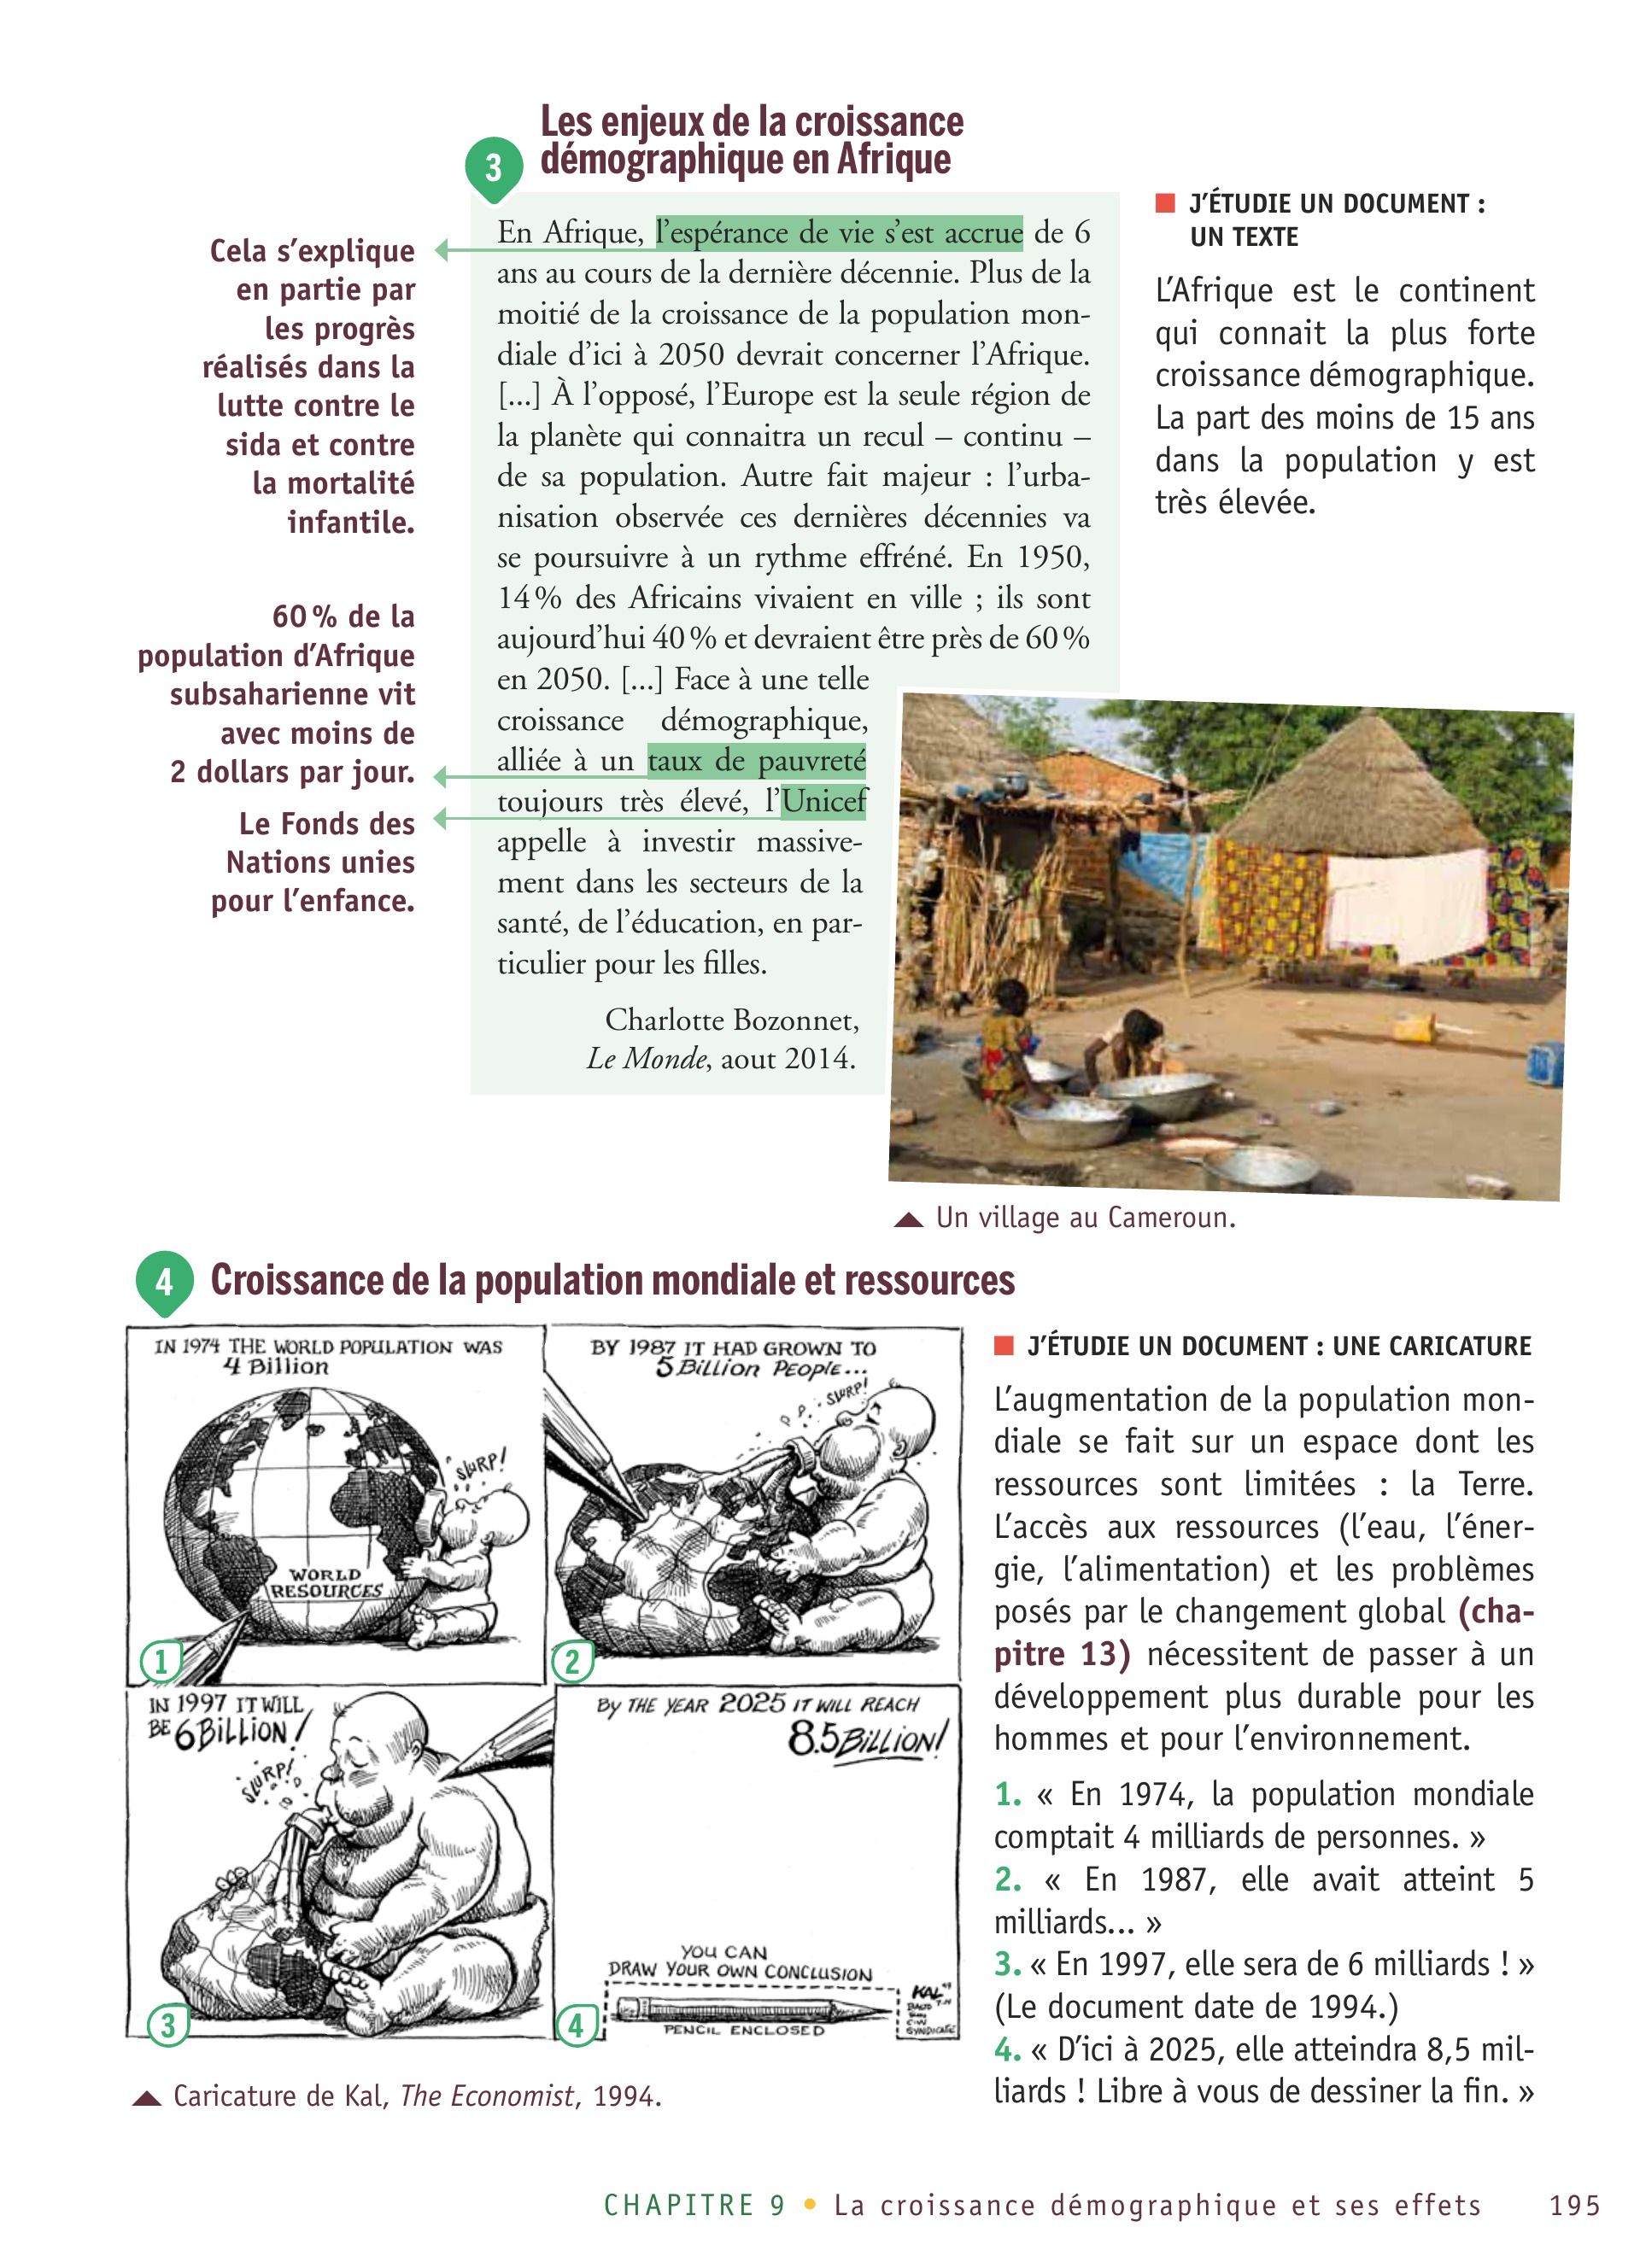 Les enjeux de la croissance
démographique en Afrique
3
En Afrique, l'espérance de vie s'est accrue de 6
ans au cours de la dernière décennie. Plus de la
moitié de la croissance de la population mon-
diale d'ici à 2050 devrait concerner l'Afrique.
[...] À l'opposé, l'Europe est la seule région de
la planète qui connaitra un recul – continu –
de sa population. Autre fait majeur : l'urba-
nisation observée ces dernières décennies va
se poursuivre à un rythme effréné. En 1950,
14 % des Africains vivaient en ville ; ils sont
aujourd'hui 40 % et devraient être près de 60 %
en 2050. [...] Face à une telle
croissance démographique,
alliée à un taux de pauvreté
toujours très élevé, l'Unicef
appelle à investir massive-
ment dans les secteurs de la
santé, de l'éducation, en par-
ticulier pour les filles.
Charlotte Bozonnet,
Le Monde, aout 2014.
Cela s'explique
en partie par
les progrès
réalisés dans la
lutte contre le
sida et contre
la mortalité
infantile.
60 % de la
population d'Afrique
subsaharienne vit
avec moins de
2 dollars par jour.
Le Fonds des
Nations unies
pour l'enfance.
J'ÉTUDIE UN DOCUMENT :
UN TEXTE
L'Afrique est le continent
qui connait la plus forte
croissance démographique.
La part des moins de 15 ans
dans la population y est
très élevée.
Un village au Cameroun.
4 Croissance de la population mondiale et ressources
IN 1974 THE WORLD POPULATION WAS
4 Billion
SLURP!
WORLD
RESOURCES
1
BY 1987 IT HAD GROWN TO
5 BILLION PEOPLE...
SLURP!
2
IN 1997 IT WILL
BE 6 BILLION!
SLURP!
3
BY THE YEAR 2025 IT WILL REACH
8.5 BILLION!
YOU CAN
DRAW YOUR OWN CONCLUSION
PENCIL ENCLOSED
KAL
SYNDICATE
4
Caricature de Kal, The Economist, 1994.
J'ÉTUDIE UN DOCUMENT : UNE CARICATURE
L'augmentation de la population mon-
diale se fait sur un espace dont les
ressources sont limitées : la Terre.
L'accès aux ressources (l'eau, l'éner-
gie, l'alimentation) et les problèmes
posés par le changement global (cha-
pitre 13) nécessitent de passer à un
développement plus durable pour les
hommes et pour l'environnement.
1. « En 1974, la population mondiale
comptait 4 milliards de personnes. »
2. « En 1987, elle avait atteint 5
milliards... »
3. « En 1997, elle sera de 6 milliards ! »
(Le document date de 1994.)
4. « D'ici à 2025, elle atteindra 8,5 mil-
liards ! Libre à vous de dessiner la fin. »
CHAPITRE 9 • La croissance démographique et ses effets 195